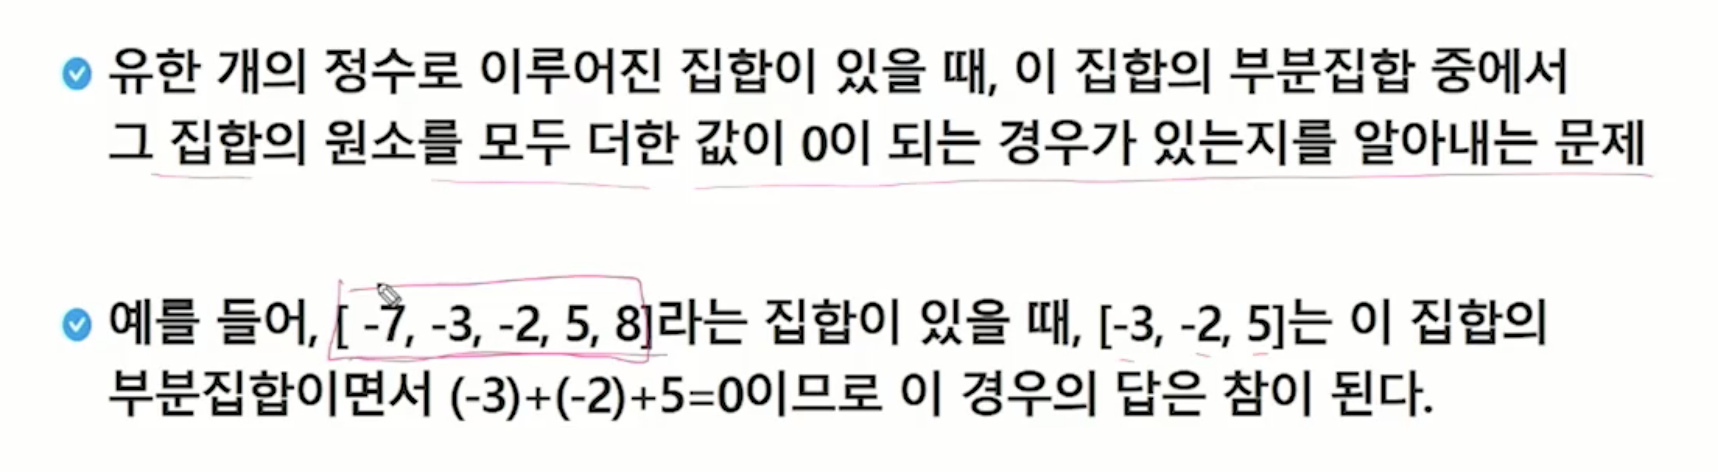 유한 개의 정수로 이루어진 집합이 있을 때, 이 집합의 부분집합 중에서
그 집합의 원소를 모두 더한 값이 0이 되는 경우가 있는지를 알아내는 문제
예를 들어, [ -7, -3, -2, 5, 8]라는 집합이 있을 때, [-3, -2, 5]는 이 집합의
부분집합이면서 (-3)+(-2)+5=0이므로 이 경우의 답은 참이 된다.